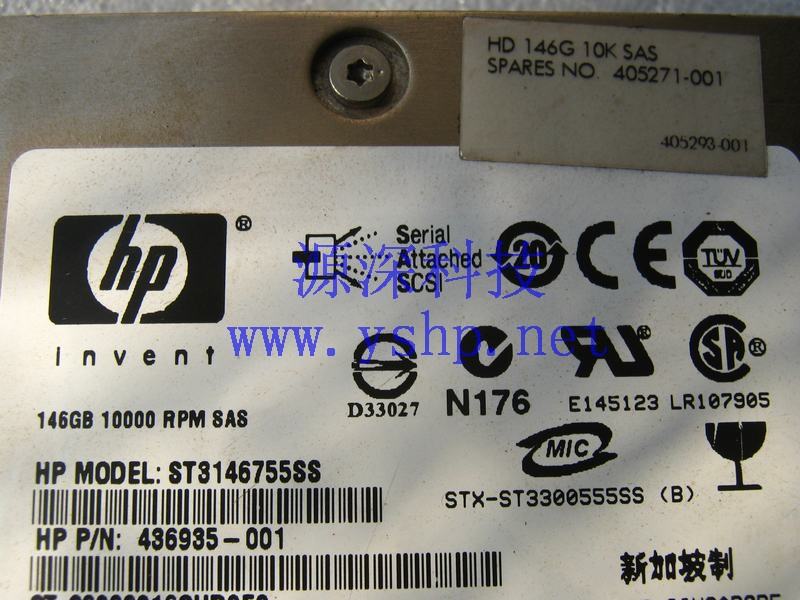 HD 146G 10K SAS
SPARES NO. 405271-001
405293-001
hp ®
invent
Serial
Attached
SCSI
20
CE
TÜV
SUD
源深科技
www.yshp.net
D33027
N176
E145123
LR107905
146GB 10000 RPM SAS
MIC
HP MODEL: ST3146755SS
STX-ST3300555SS (B)
HP P/N: 436935-001
新加坡制